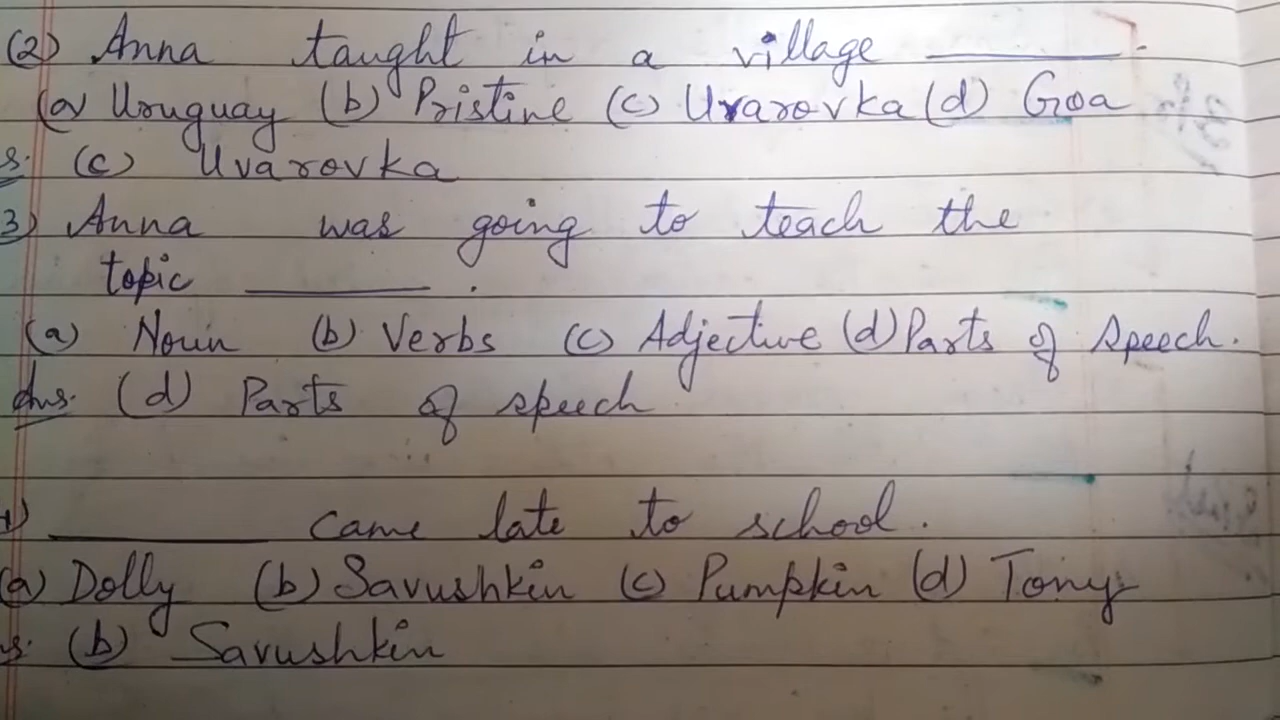 (2) Anna taught in a village ______.
(a) Uruguay (b) Pristine (c) Uvarovka (d) Goa
s. (c) Uvarovka
3) Anna was going to teach the
topic ______.
(a) Noun (b) Verbs (c) Adjective (d) Parts of Speech.
Ans. (d) Parts of speech
______ came late to school.
(a) Dolly (b) Savushkin (c) Pumpkin (d) Tony
s. (b) Savushkin